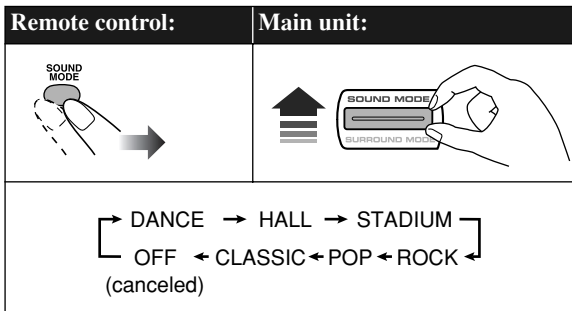 Remote control: Main unit:
SOUND
MODE
SOUND MODE
SURROUND MODE
DANCE → HALL → STADIUM
OFF ← CLASSIC ← POP ← ROCK
(canceled)